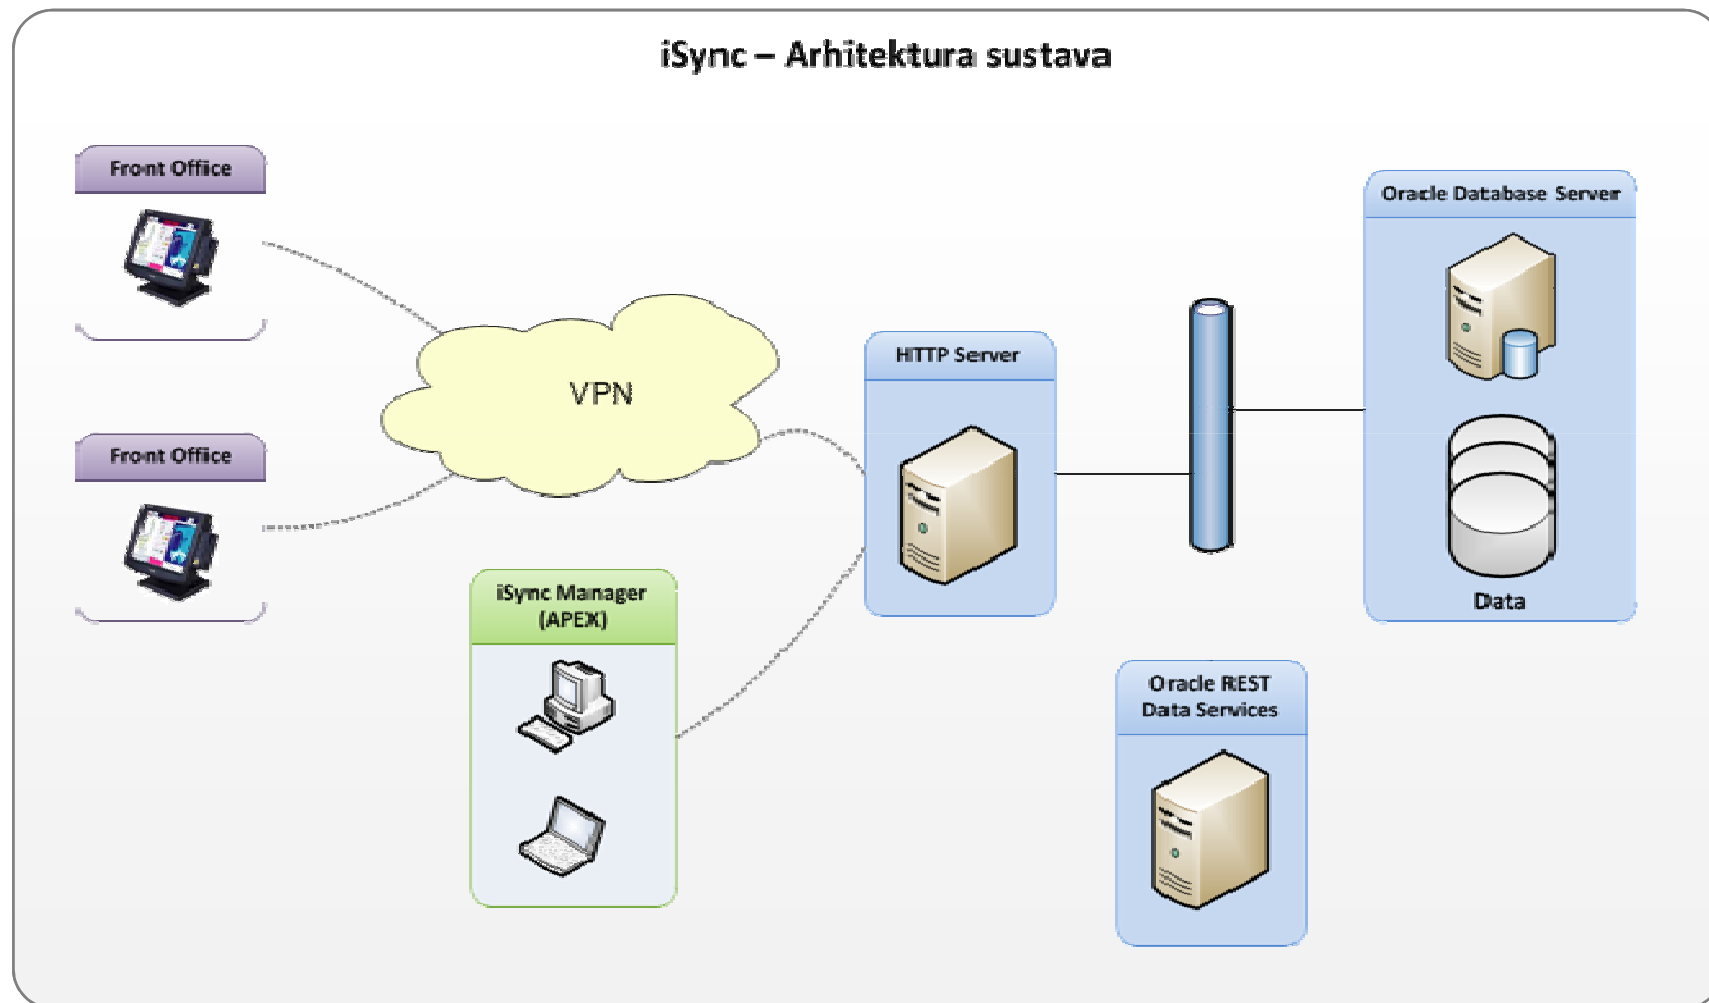 iSync – Arhitektura sustava
Front Office
Oracle Database Server
HTTP Server
VPN
Front Office
iSync Manager
(APEX)
Data
Oracle REST
Data Services